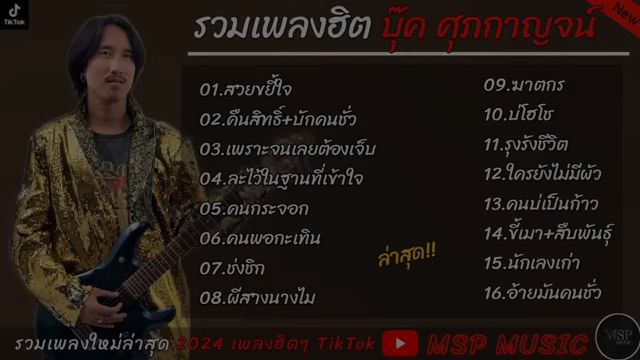 TikTok
รวมเพลงฮิต บุ๊ค ศุภกาญจน์
New
01.สวยขยี้ใจ
02.คืนสิทธิ์+บักคนชั่ว
03.เพราะจนเลยต้องเจ็บ
04.ละไว้ในฐานที่เข้าใจ
05.คนกระจอก
06.คนพอกะเทิน
07.ช่งชิก
08.ผีสางนางไม
09.ฆาตกร
10.บ่โฮโช
11.รุงรังชีวิต
12.ใครยังไม่มีผัว
13.คนบ่เป็นก้าว
14.ขี้เมา+สืบพันธุ์
15.นักเลงเก่า
16.อ้ายมันคนชั่ว
ล่าสุด!!
รวมเพลงใหม่ล่าสุด 2024 เพลงฮิตๆ TikTok MSP MUSIC
MSP